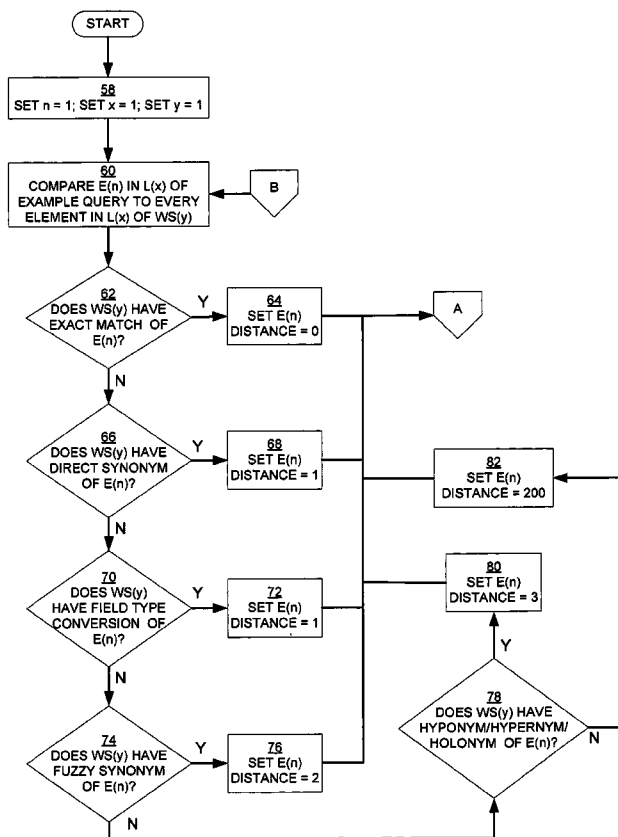 START
58
SET n = 1; SET x = 1; SET y = 1
60
COMPARE E(n) IN L(x) OF
EXAMPLE QUERY TO EVERY
ELEMENT IN L(x) OF WS(y)
B
62
DOES WS(y) HAVE
EXACT MATCH OF
E(n)?
Y
64
SET E(n)
DISTANCE = 0
A
N
66
DOES WS(y) HAVE
DIRECT SYNONYM
OF E(n)?
Y
68
SET E(n)
DISTANCE = 1
82
SET E(n)
DISTANCE = 200
N
70
DOES WS(y)
HAVE FIELD TYPE
CONVERSION OF
E(n)?
Y
72
SET E(n)
DISTANCE = 1
80
SET E(n)
DISTANCE = 3
Y
N
74
DOES WS(y) HAVE
FUZZY SYNONYM
OF E(n)?
Y
76
SET E(n)
DISTANCE = 2
78
DOES WS(y) HAVE
HYPONYM/HYPERNYM/
HOLONYM OF E(n)?
N
N